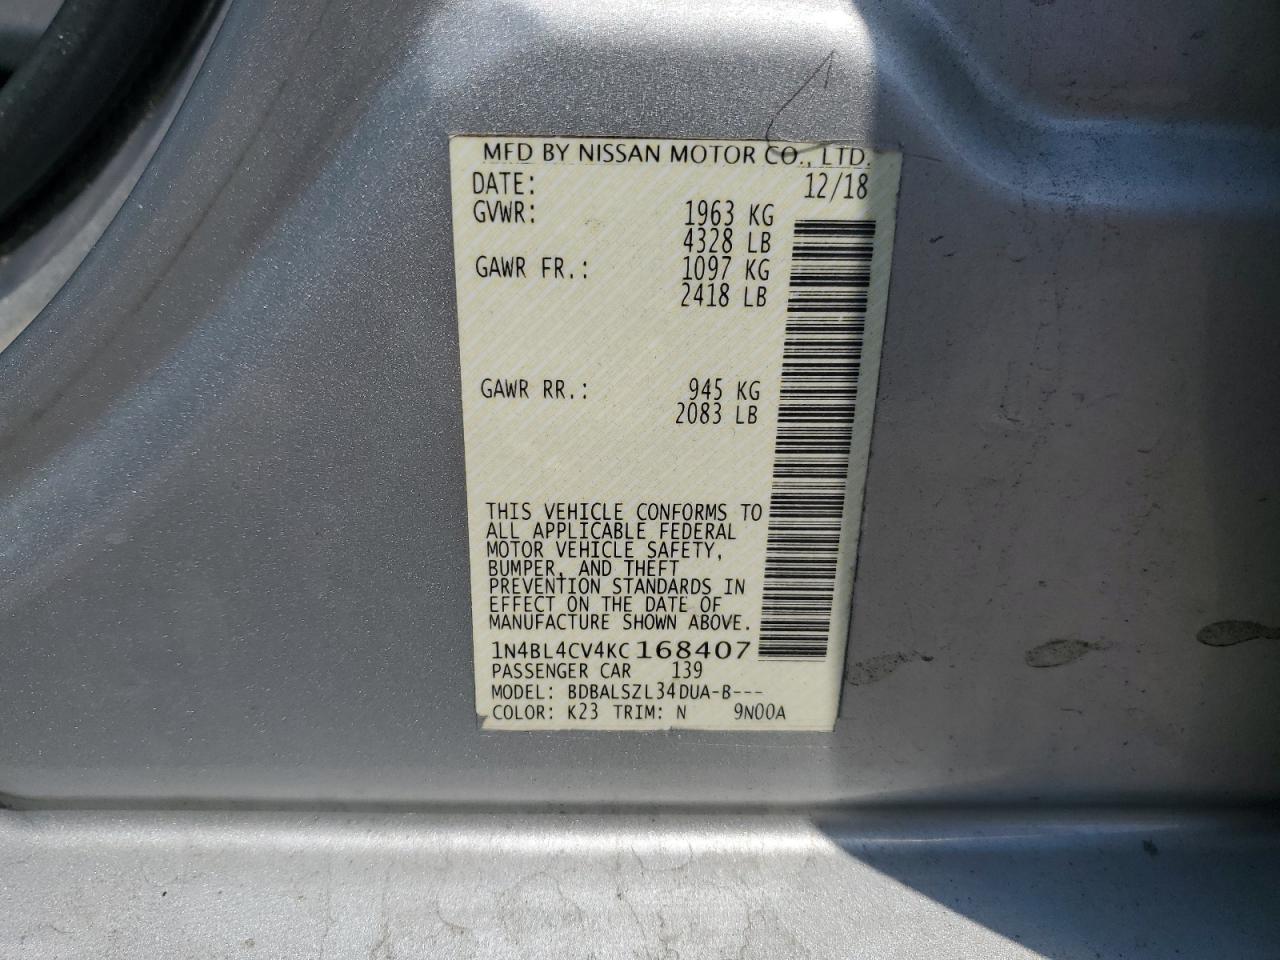 MFD BY NISSAN MOTOR CO., LTD.
DATE: 12/18
GVWR: 1963 KG
4328 LB
GAWR FR.: 1097 KG
2418 LB
GAWR RR.: 945 KG
2083 LB
THIS VEHICLE CONFORMS TO
ALL APPLICABLE FEDERAL
MOTOR VEHICLE SAFETY,
BUMPER, AND THEFT
PREVENTION STANDARDS IN
EFFECT ON THE DATE OF
MANUFACTURE SHOWN ABOVE.
1N4BL4CV4KC168407
PASSENGER CAR 139
MODEL: BDBALSZL34DUA-B---
COLOR: K23 TRIM: N 9N00A